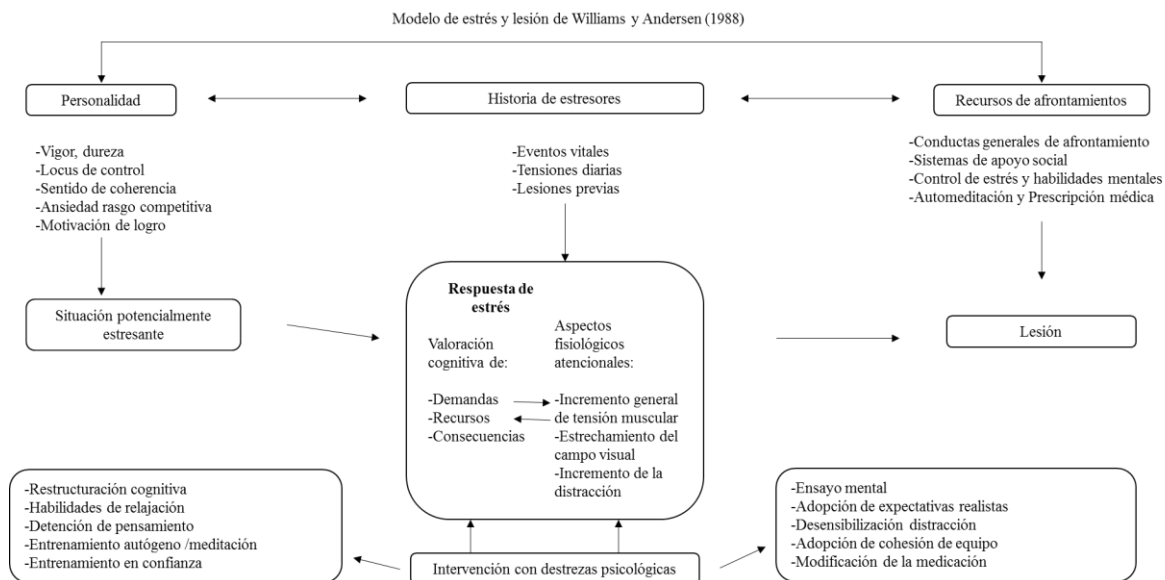 Modelo de estrés y lesión de Williams y Andersen (1988)
Personalidad
Historia de estresores
Recursos de afrontamientos
-Vigor, dureza
-Locus de control
-Sentido de coherencia
-Ansiedad rasgo competitiva
-Motivación de logro
-Eventos vitales
-Tensiones diarias
-Lesiones previas
-Conductas generales de afrontamiento
-Sistemas de apoyo social
-Control de estrés y habilidades mentales
-Automeditación y Prescripción médica
Situación potencialmente
estresante
Respuesta de
estrés
Valoración
cognitiva de:
-Demandas
-Recursos
-Consecuencias
Aspectos
fisiológicos
atencionales:
-Incremento general
de tensión muscular
-Estrechamiento del
campo visual
-Incremento de la
distracción
Lesión
-Restructuración cognitiva
-Habilidades de relajación
-Detención de pensamiento
-Entrenamiento autógeno /meditación
-Entrenamiento en confianza
Intervención con destrezas psicológicas
-Ensayo mental
-Adopción de expectativas realistas
-Desensibilización distracción
-Adopción de cohesión de equipo
-Modificación de la medicación